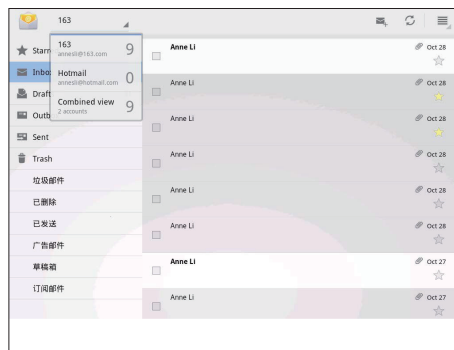 163
163
annesli@163.com
9
Hotmail
annesli@hotmail.com
0
Combined view
2 accounts
9
Starr
Inbo
Draft
Outb
Sent
Trash
垃圾邮件
已删除
已发送
广告邮件
草稿箱
订阅邮件
Anne Li
Oct 28
Anne Li
Oct 28
Anne Li
Oct 28
Anne Li
Oct 28
Anne Li
Oct 28
Anne Li
Oct 28
Anne Li
Oct 27
Anne Li
Oct 27